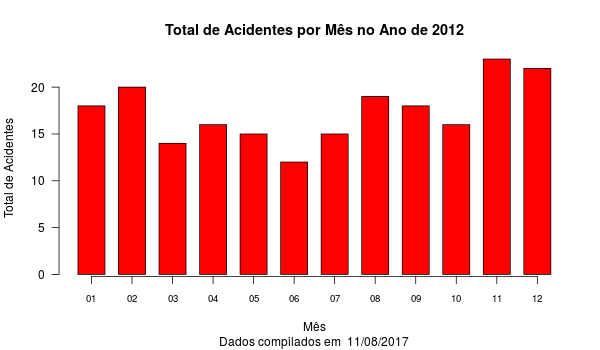 Total de Acidentes por Mês no Ano de 2012
Total de Acidentes
20
15
10
5
0
01 02 03 04 05 06 07 08 09 10 11 12
Mês
Dados compilados em 11/08/2017